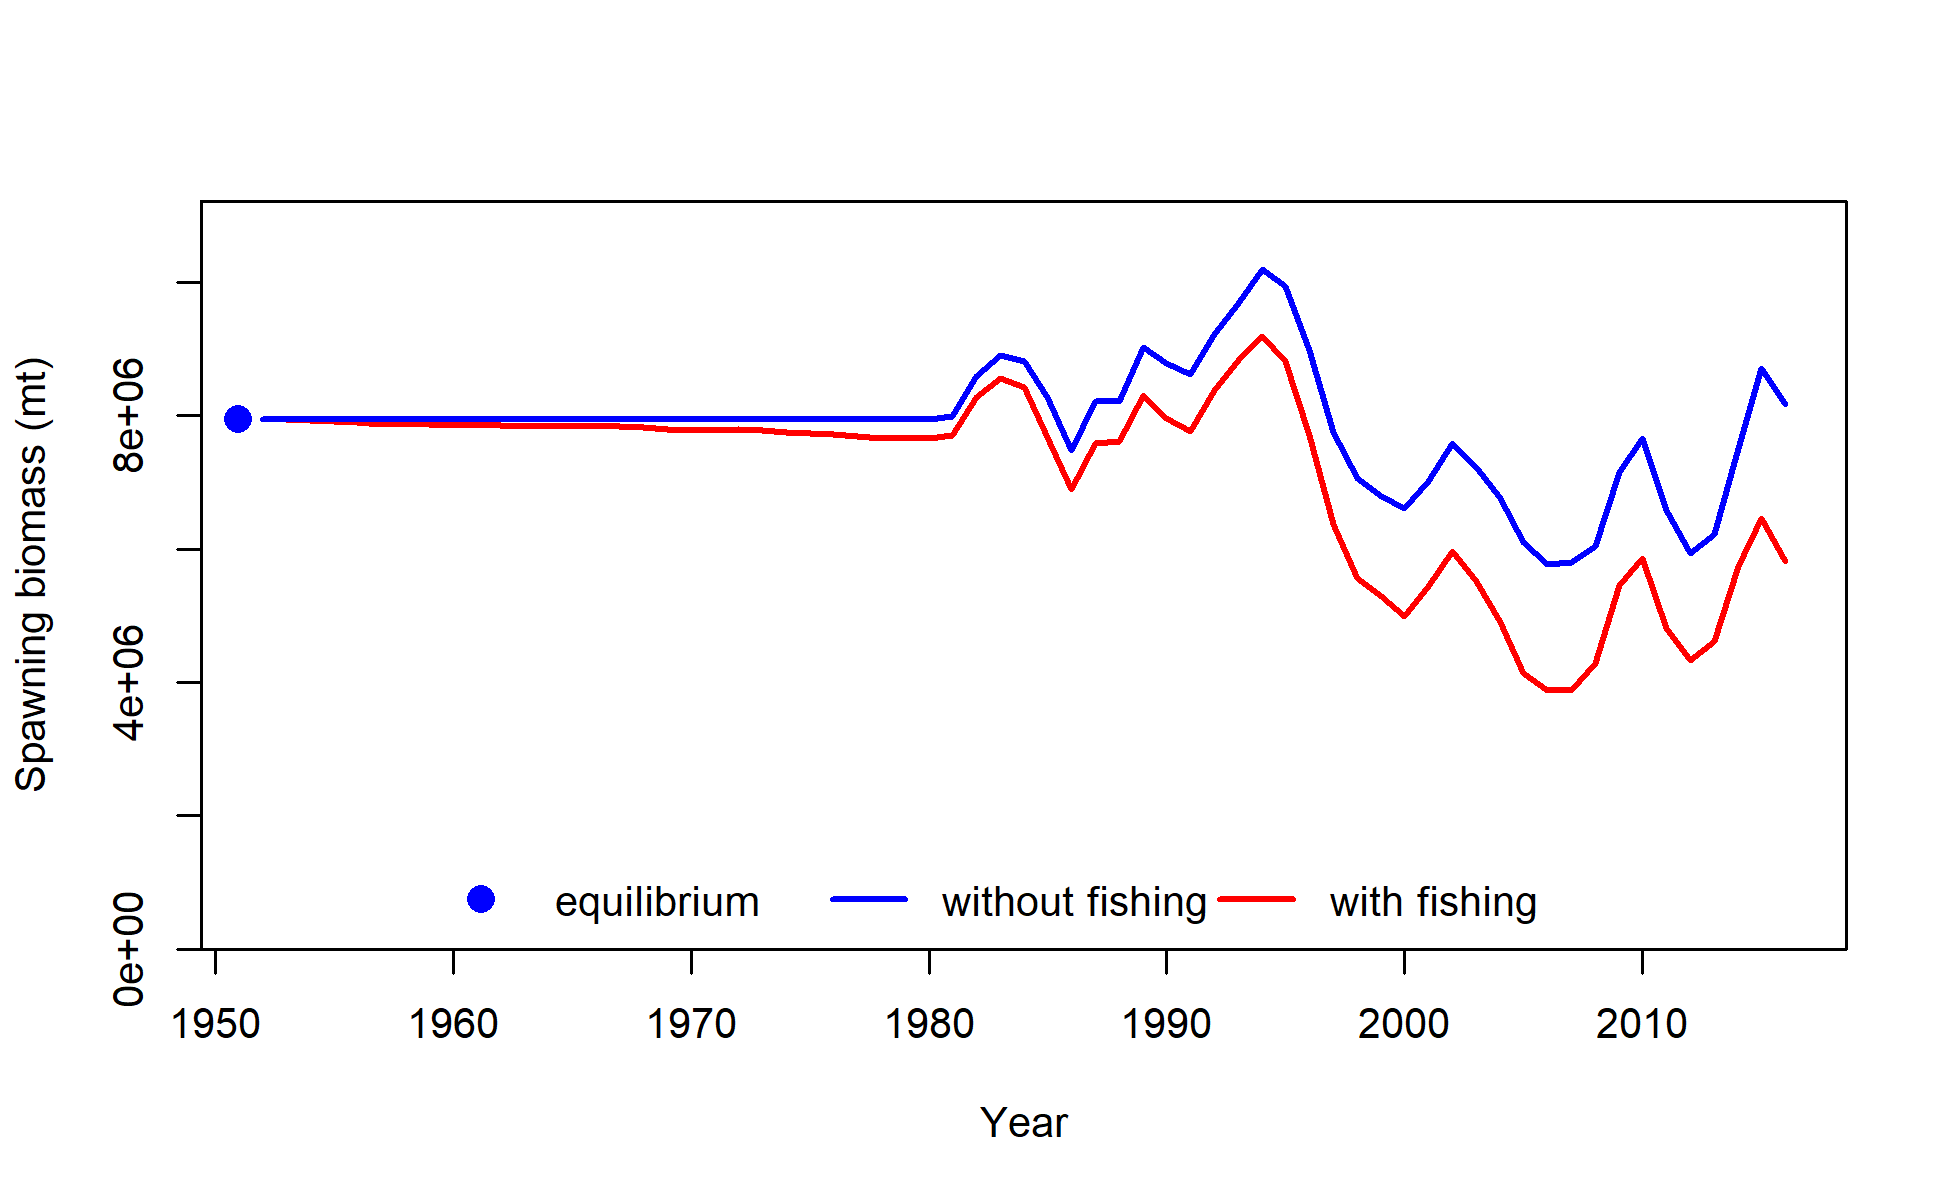 Spawning biomass (mt)
8e+06
4e+06
0e+00
equilibrium without fishing with fishing
1950 1960 1970 1980 1990 2000 2010
Year